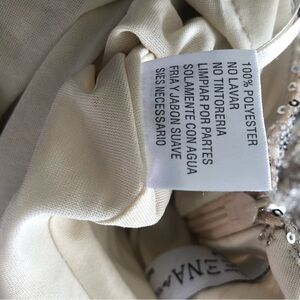 100% POLYESTER
NO LAVAR
NO TINTORERIA
LIMPIAR POR PARTES
SOLAMENTE CON AGUA
FRIA Y JABON SUAVE
SIES NECESSARIO